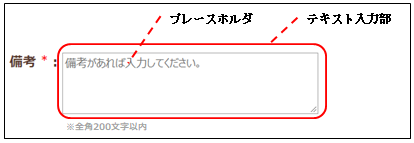 プレースホルダ
テキスト入力部
備考 * :
備考があれば入力してください。
※全角200文字以内